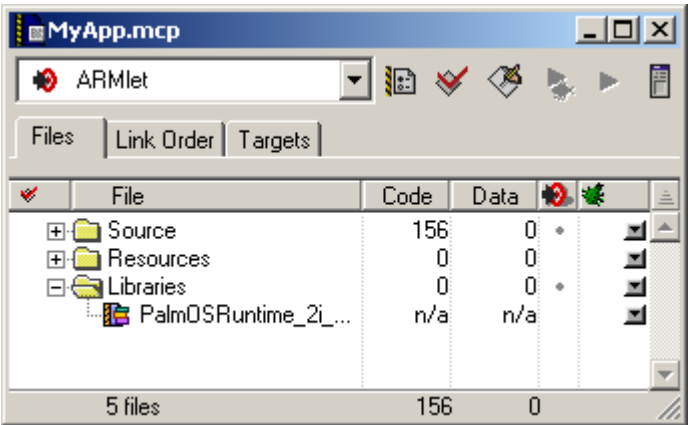 MyApp.mcp
ARMlet
Files Link Order Targets
File Code Data
Source 156 0
Resources 0 0
Libraries 0 0
PalmOSRuntime_2i_... n/a n/a
5 files 156 0